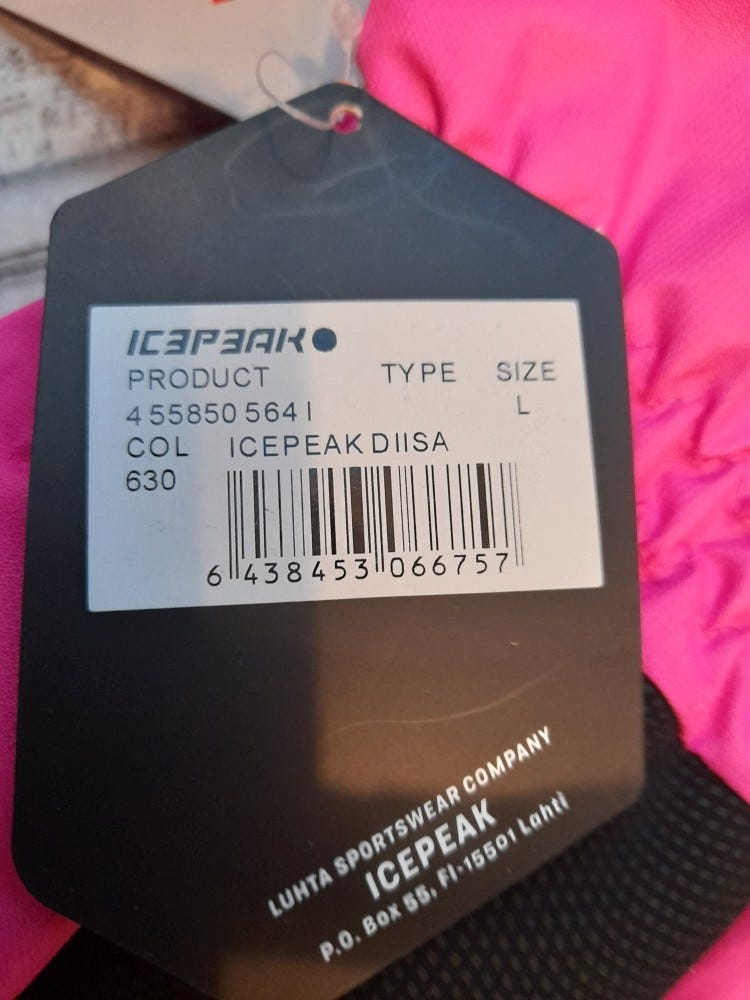 ICEPEAK
PRODUCT TYPE SIZE
4 55850 564 I L
COL ICEPEAK DIISA
630
6 438453 066757
LUHTA SPORTSWEAR COMPANY
ICEPEAK
P.O. Box 55, FI-15501 Lahti